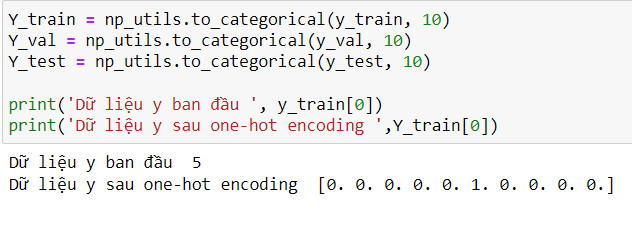 Y_train = np_utils.to_categorical(y_train, 10)
Y_val = np_utils.to_categorical(y_val, 10)
Y_test = np_utils.to_categorical(y_test, 10)
print('Dữ liệu y ban đầu ', y_train[0])
print('Dữ liệu y sau one-hot encoding ',Y_train[0])
Dữ liệu y ban đầu  5
Dữ liệu y sau one-hot encoding  [0. 0. 0. 0. 0. 1. 0. 0. 0. 0.]